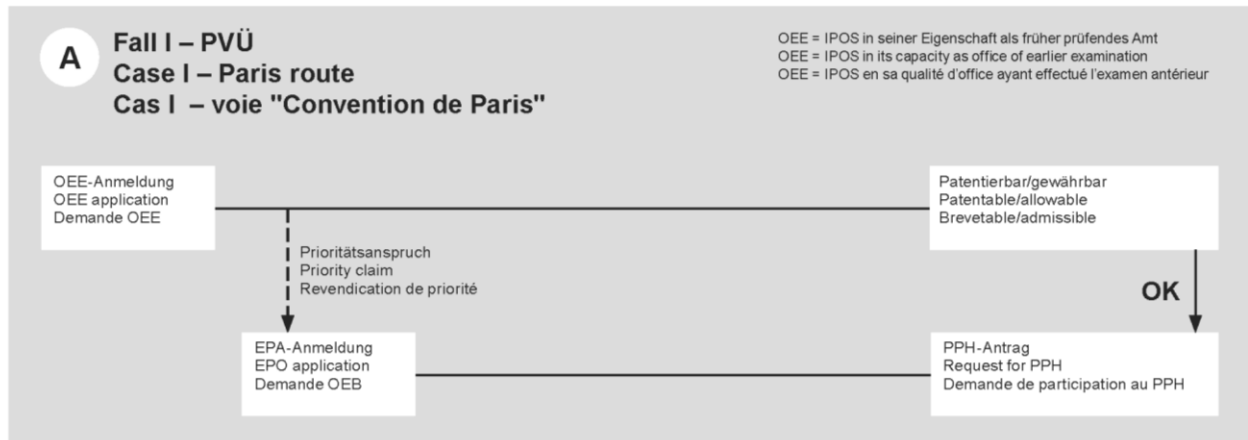 A
Fall I – PVÜ
Case I – Paris route
Cas I – voie "Convention de Paris"
OEE = IPOS in seiner Eigenschaft als früher prüfendes Amt
OEE = IPOS in its capacity as office of earlier examination
OEE = IPOS en sa qualité d'office ayant effectué l'examen antérieur
OEE-Anmeldung
OEE application
Demande OEE
Patentierbar/gewährbar
Patentable/allowable
Brevetable/admissible
Prioritätsanspruch
Priority claim
Revendication de priorité
OK
EPA-Anmeldung
EPO application
Demande OEB
PPH-Antrag
Request for PPH
Demande de participation au PPH